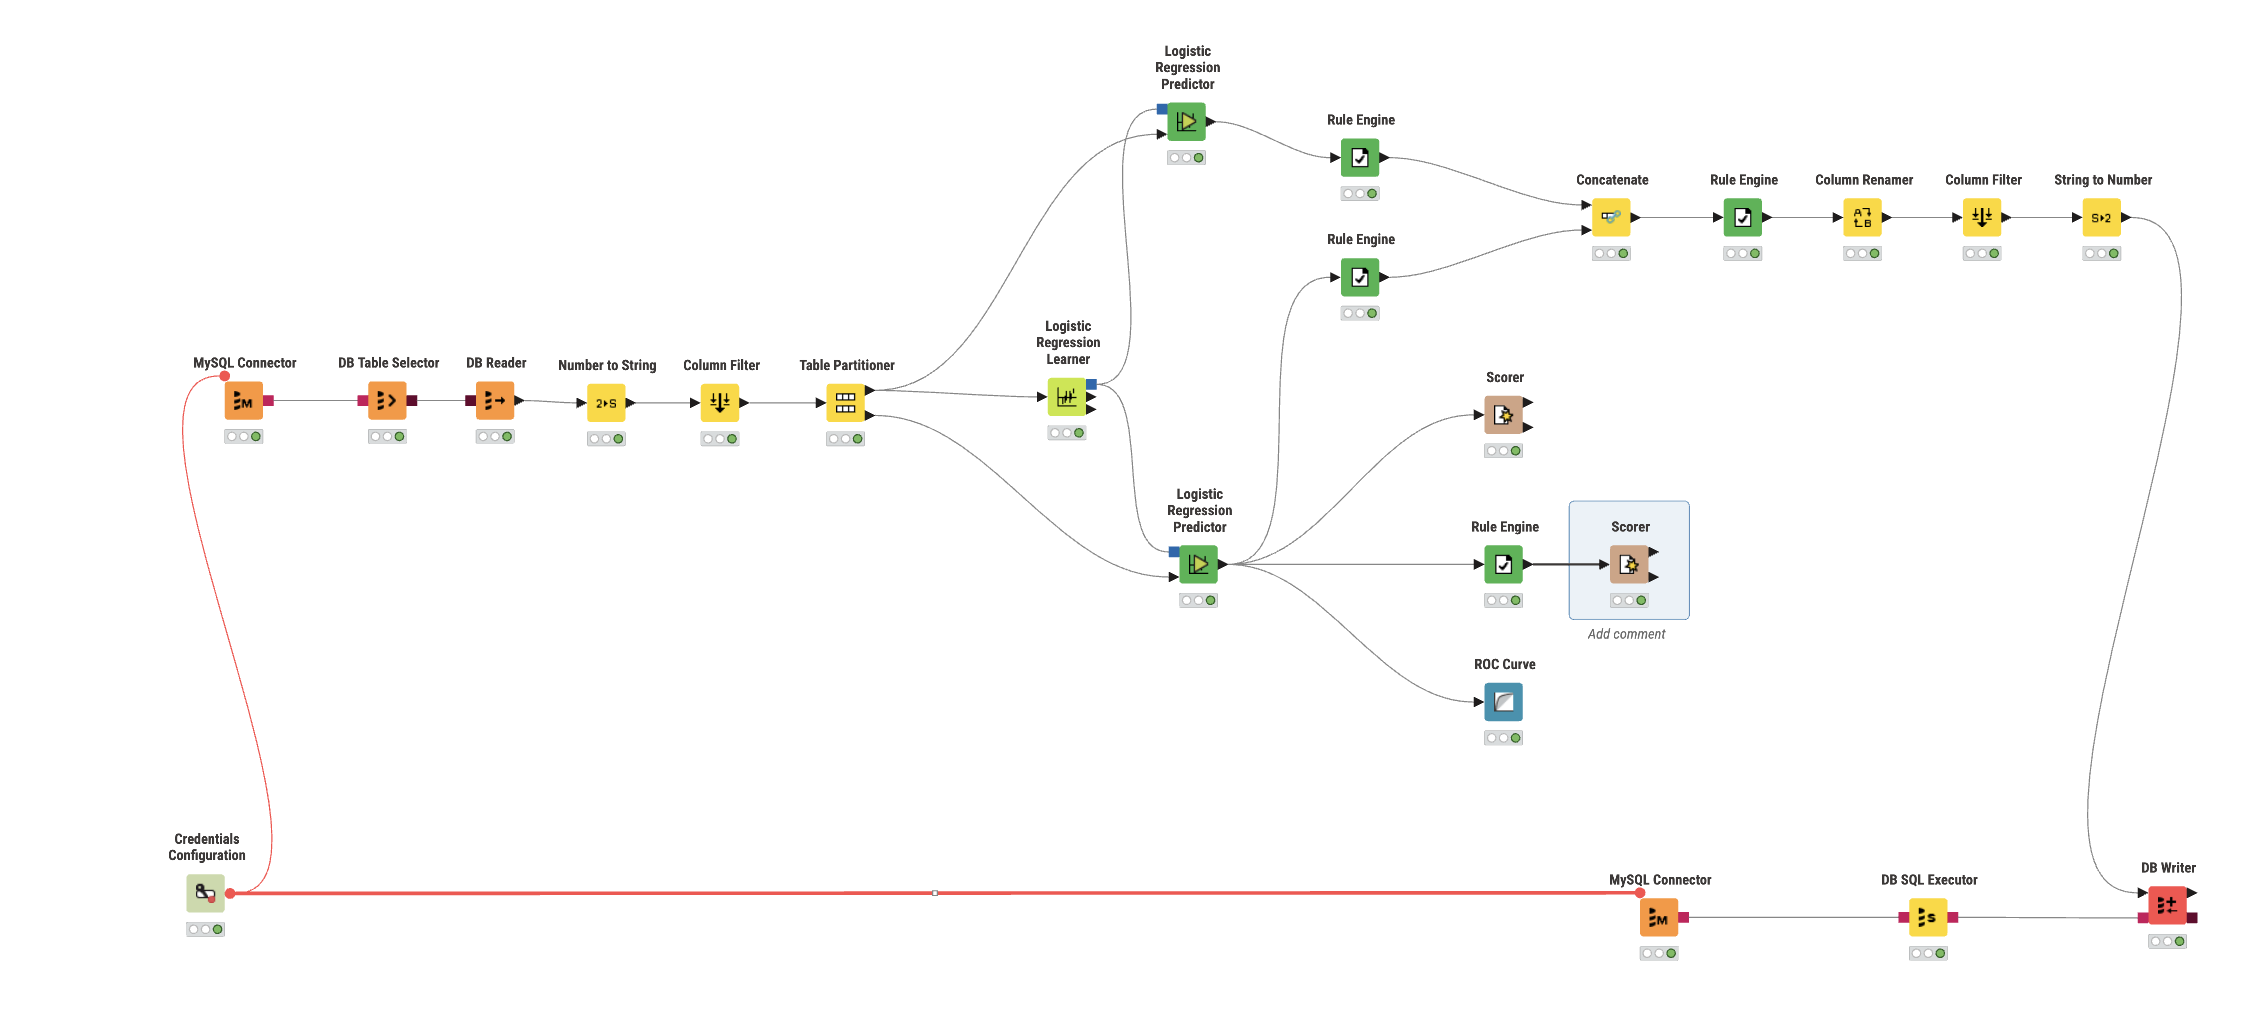 Logistic
Regression
Predictor
Rule Engine
Concatenate
Rule Engine
Column Renamer
Column Filter
String to Number
S▸2
Rule Engine
Logistic
Regression
Learner
MySQL Connector
DB Table Selector
DB Reader
Number to String
Column Filter
Table Partitioner
M
2▸S
Scorer
Logistic
Regression
Predictor
Rule Engine
Scorer
Add comment
ROC Curve
Credentials
Configuration
MySQL Connector
DB SQL Executor
DB Writer
M
S